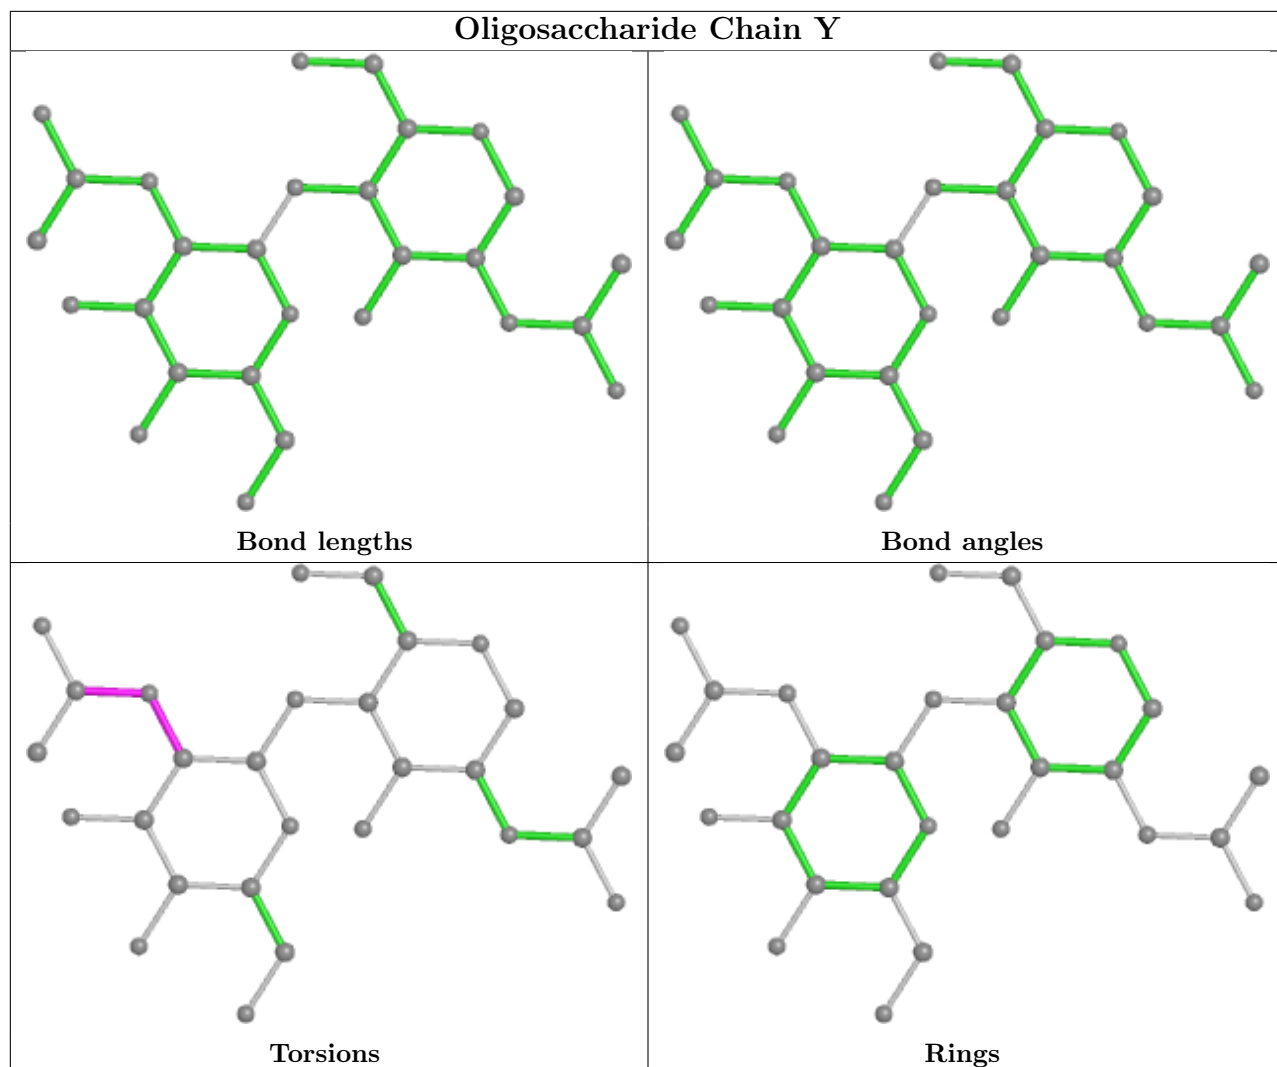 Oligosaccharide Chain Y
Bond lengths
Bond angles
Torsions
Rings